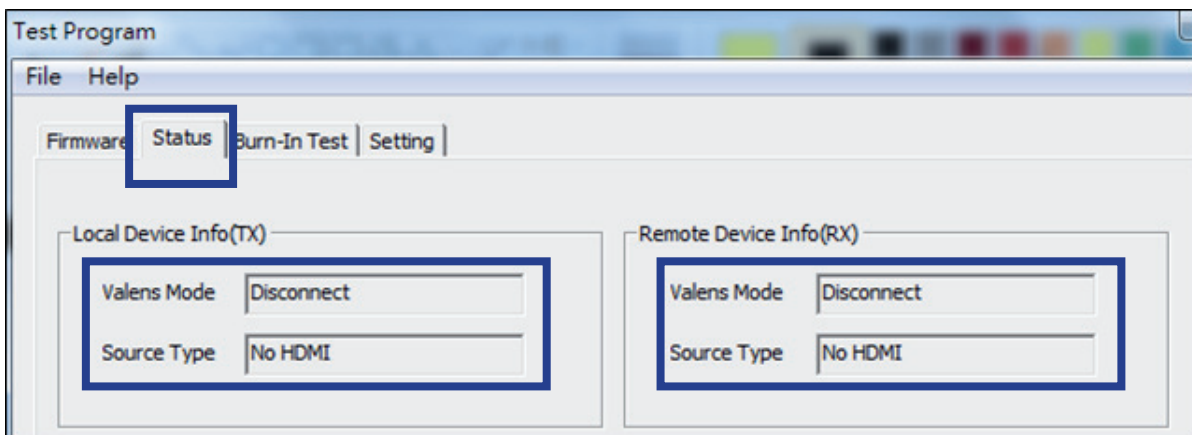 Test Program
File Help
Firmware Status Burn-In Test Setting
Local Device Info(TX)
Valens Mode Disconnect
Source Type No HDMI
Remote Device Info(RX)
Valens Mode Disconnect
Source Type No HDMI